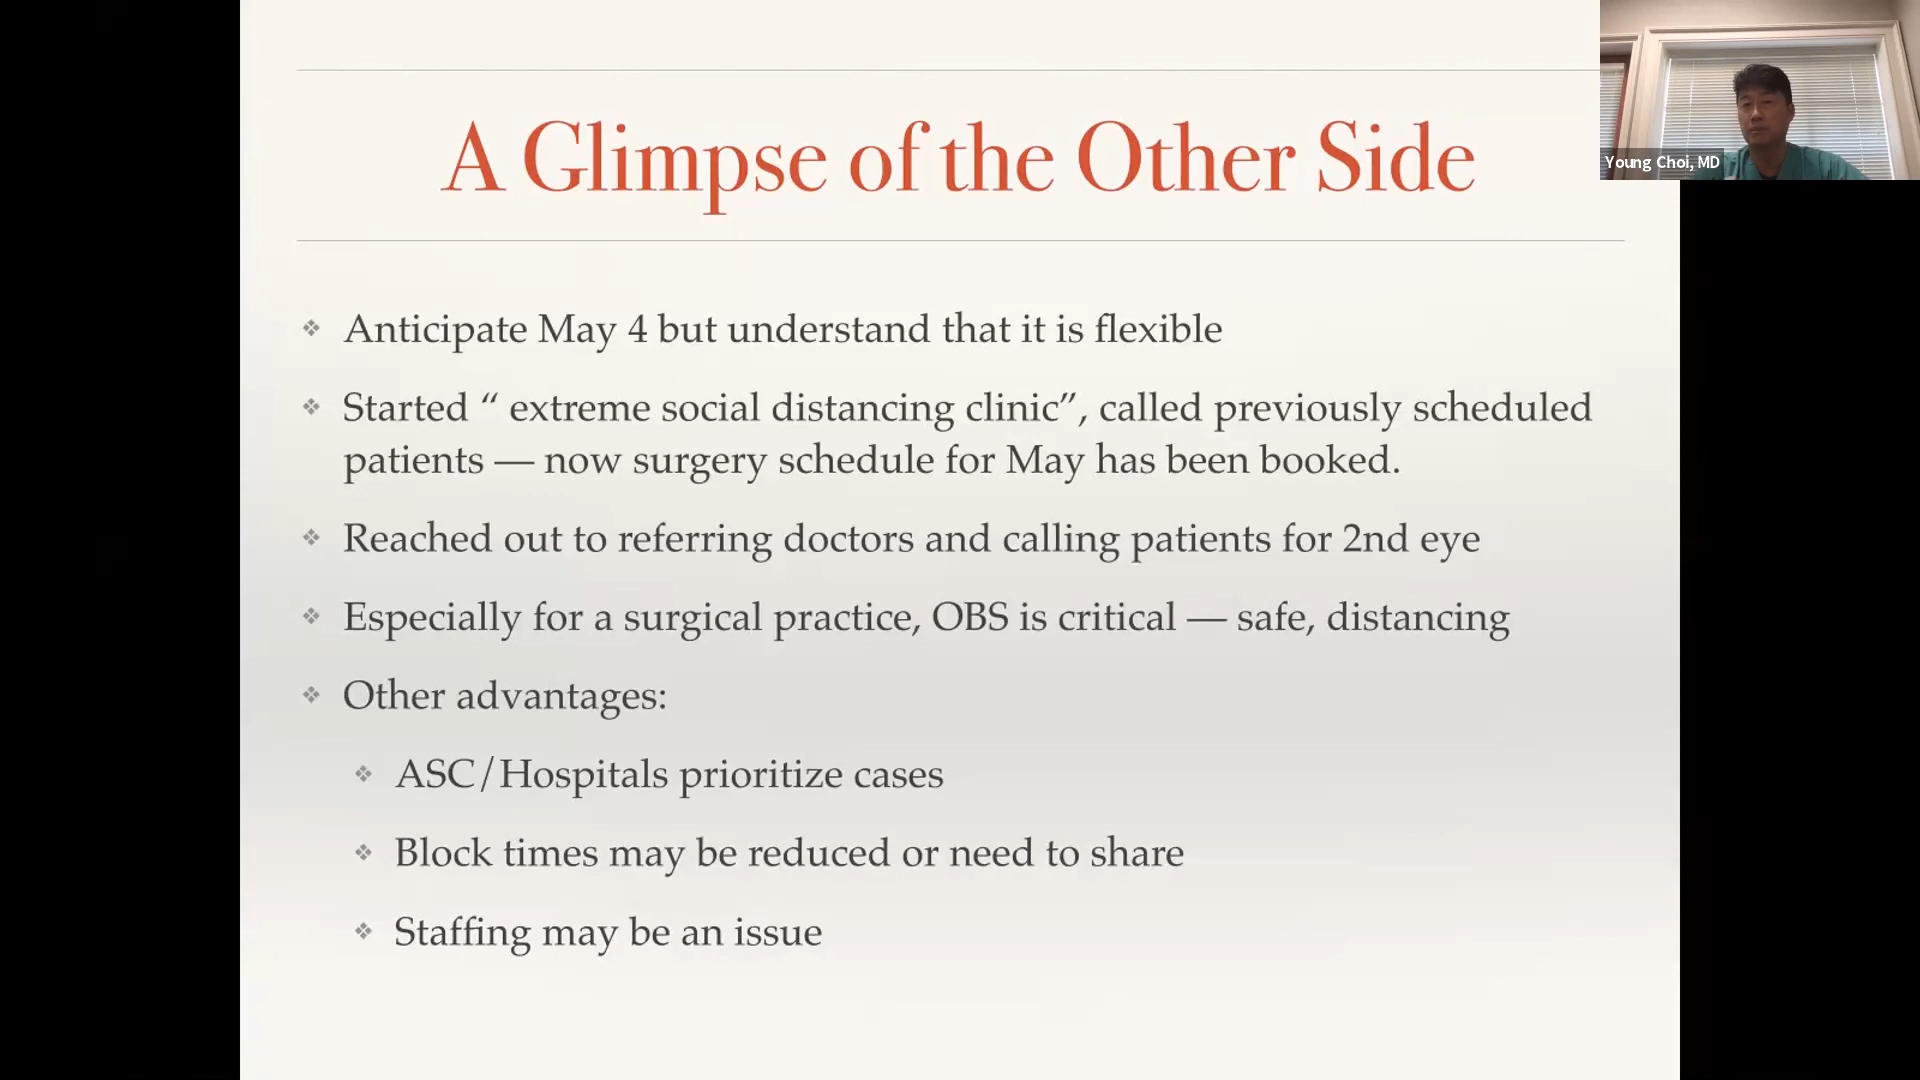 A Glimpse of the Other Side
Young Choi, MD
Anticipate May 4 but understand that it is flexible
Started “ extreme social distancing clinic”, called previously scheduled
patients — now surgery schedule for May has been booked.
Reached out to referring doctors and calling patients for 2nd eye
Especially for a surgical practice, OBS is critical — safe, distancing
Other advantages:
ASC/Hospitals prioritize cases
Block times may be reduced or need to share
Staffing may be an issue